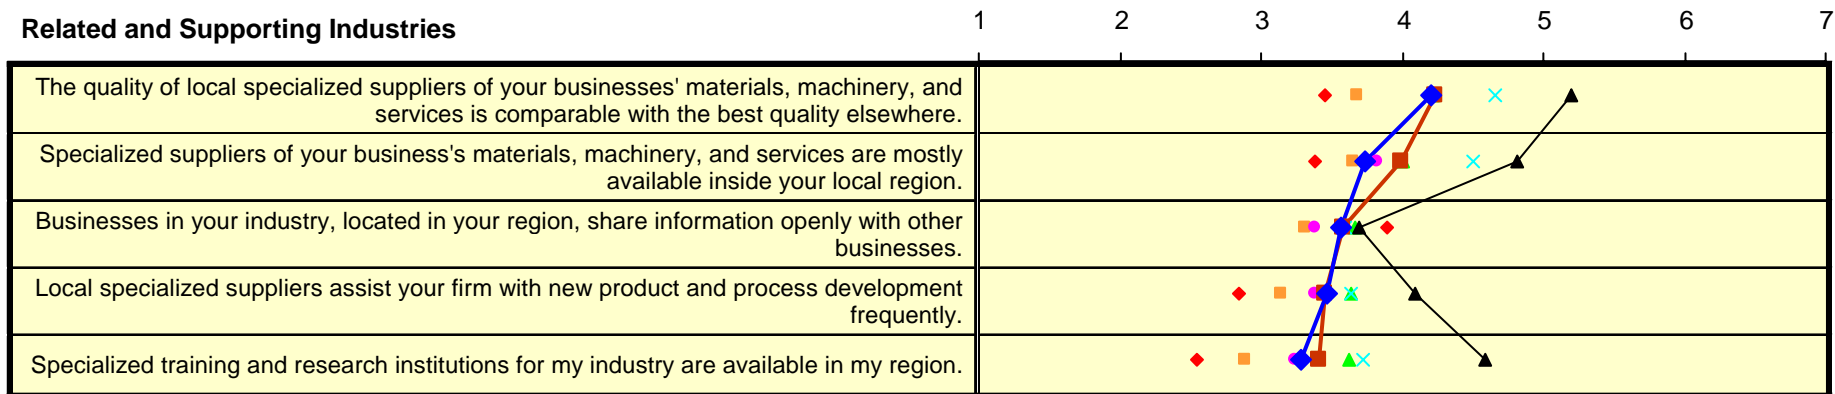 Related and Supporting Industries
1 2 3 4 5 6 7
The quality of local specialized suppliers of your businesses' materials, machinery, and
services is comparable with the best quality elsewhere.
Specialized suppliers of your business's materials, machinery, and services are mostly
available inside your local region.
Businesses in your industry, located in your region, share information openly with other
businesses.
Local specialized suppliers assist your firm with new product and process development
frequently.
Specialized training and research institutions for my industry are available in my region.